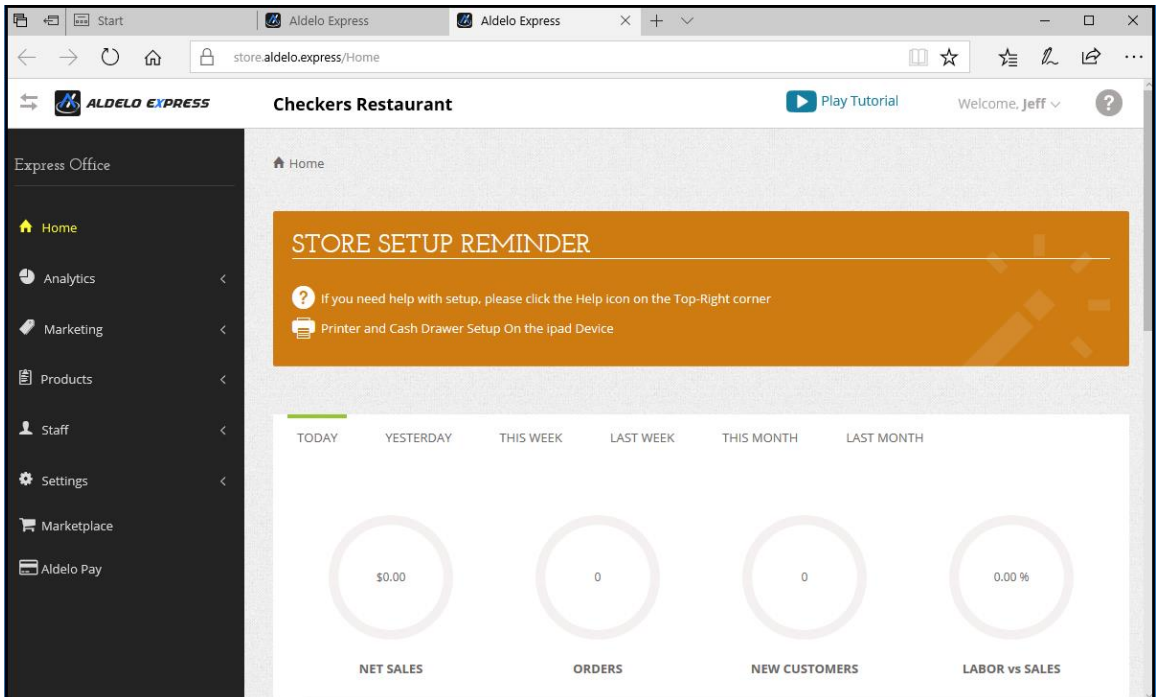 Start
Aldelo Express
Aldelo Express
store.aldelo.express/Home
ALDELO EXPRESS
Checkers Restaurant
Play Tutorial
Welcome, Jeff
?
Express Office
Home
Analytics
Marketing
Products
Staff
Settings
Marketplace
Aldelo Pay
Home
STORE SETUP REMINDER
? If you need help with setup, please click the Help icon on the Top-Right corner
Printer and Cash Drawer Setup On the ipad Device
TODAY YESTERDAY THIS WEEK LAST WEEK THIS MONTH LAST MONTH
$0.00 0 0 0.00 %
NET SALES ORDERS NEW CUSTOMERS LABOR vs SALES